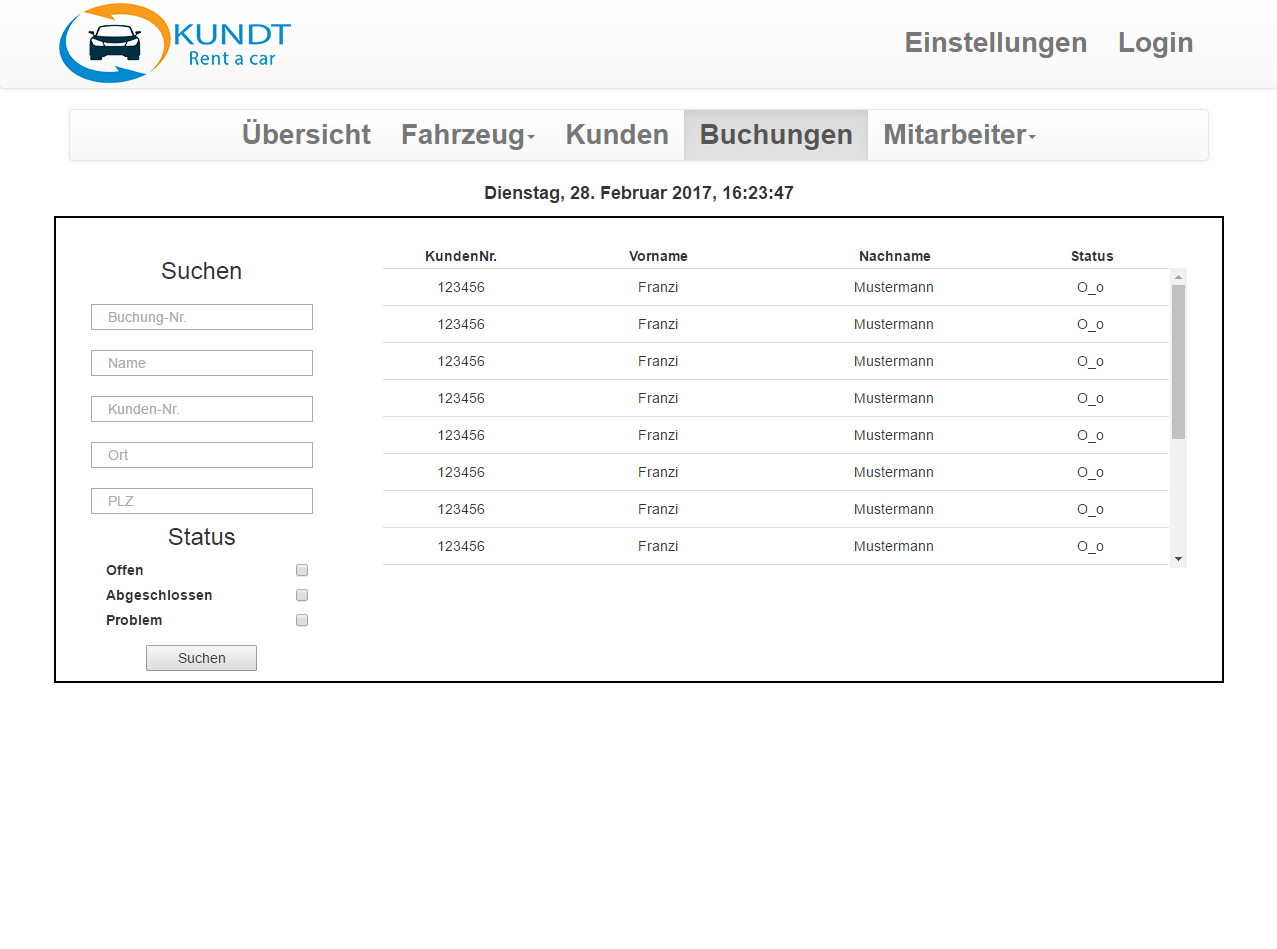 KUNDT
Rent a car
Einstellungen Login
Übersicht Fahrzeug Kunden Buchungen Mitarbeiter
Dienstag, 28. Februar 2017, 16:23:47
Suchen
Buchung-Nr.
Name
Kunden-Nr.
Ort
PLZ
Status
Offen
Abgeschlossen
Problem
Suchen
KundenNr. Vorname Nachname Status
123456 Franzi Mustermann O_o
123456 Franzi Mustermann O_o
123456 Franzi Mustermann O_o
123456 Franzi Mustermann O_o
123456 Franzi Mustermann O_o
123456 Franzi Mustermann O_o
123456 Franzi Mustermann O_o
123456 Franzi Mustermann O_o